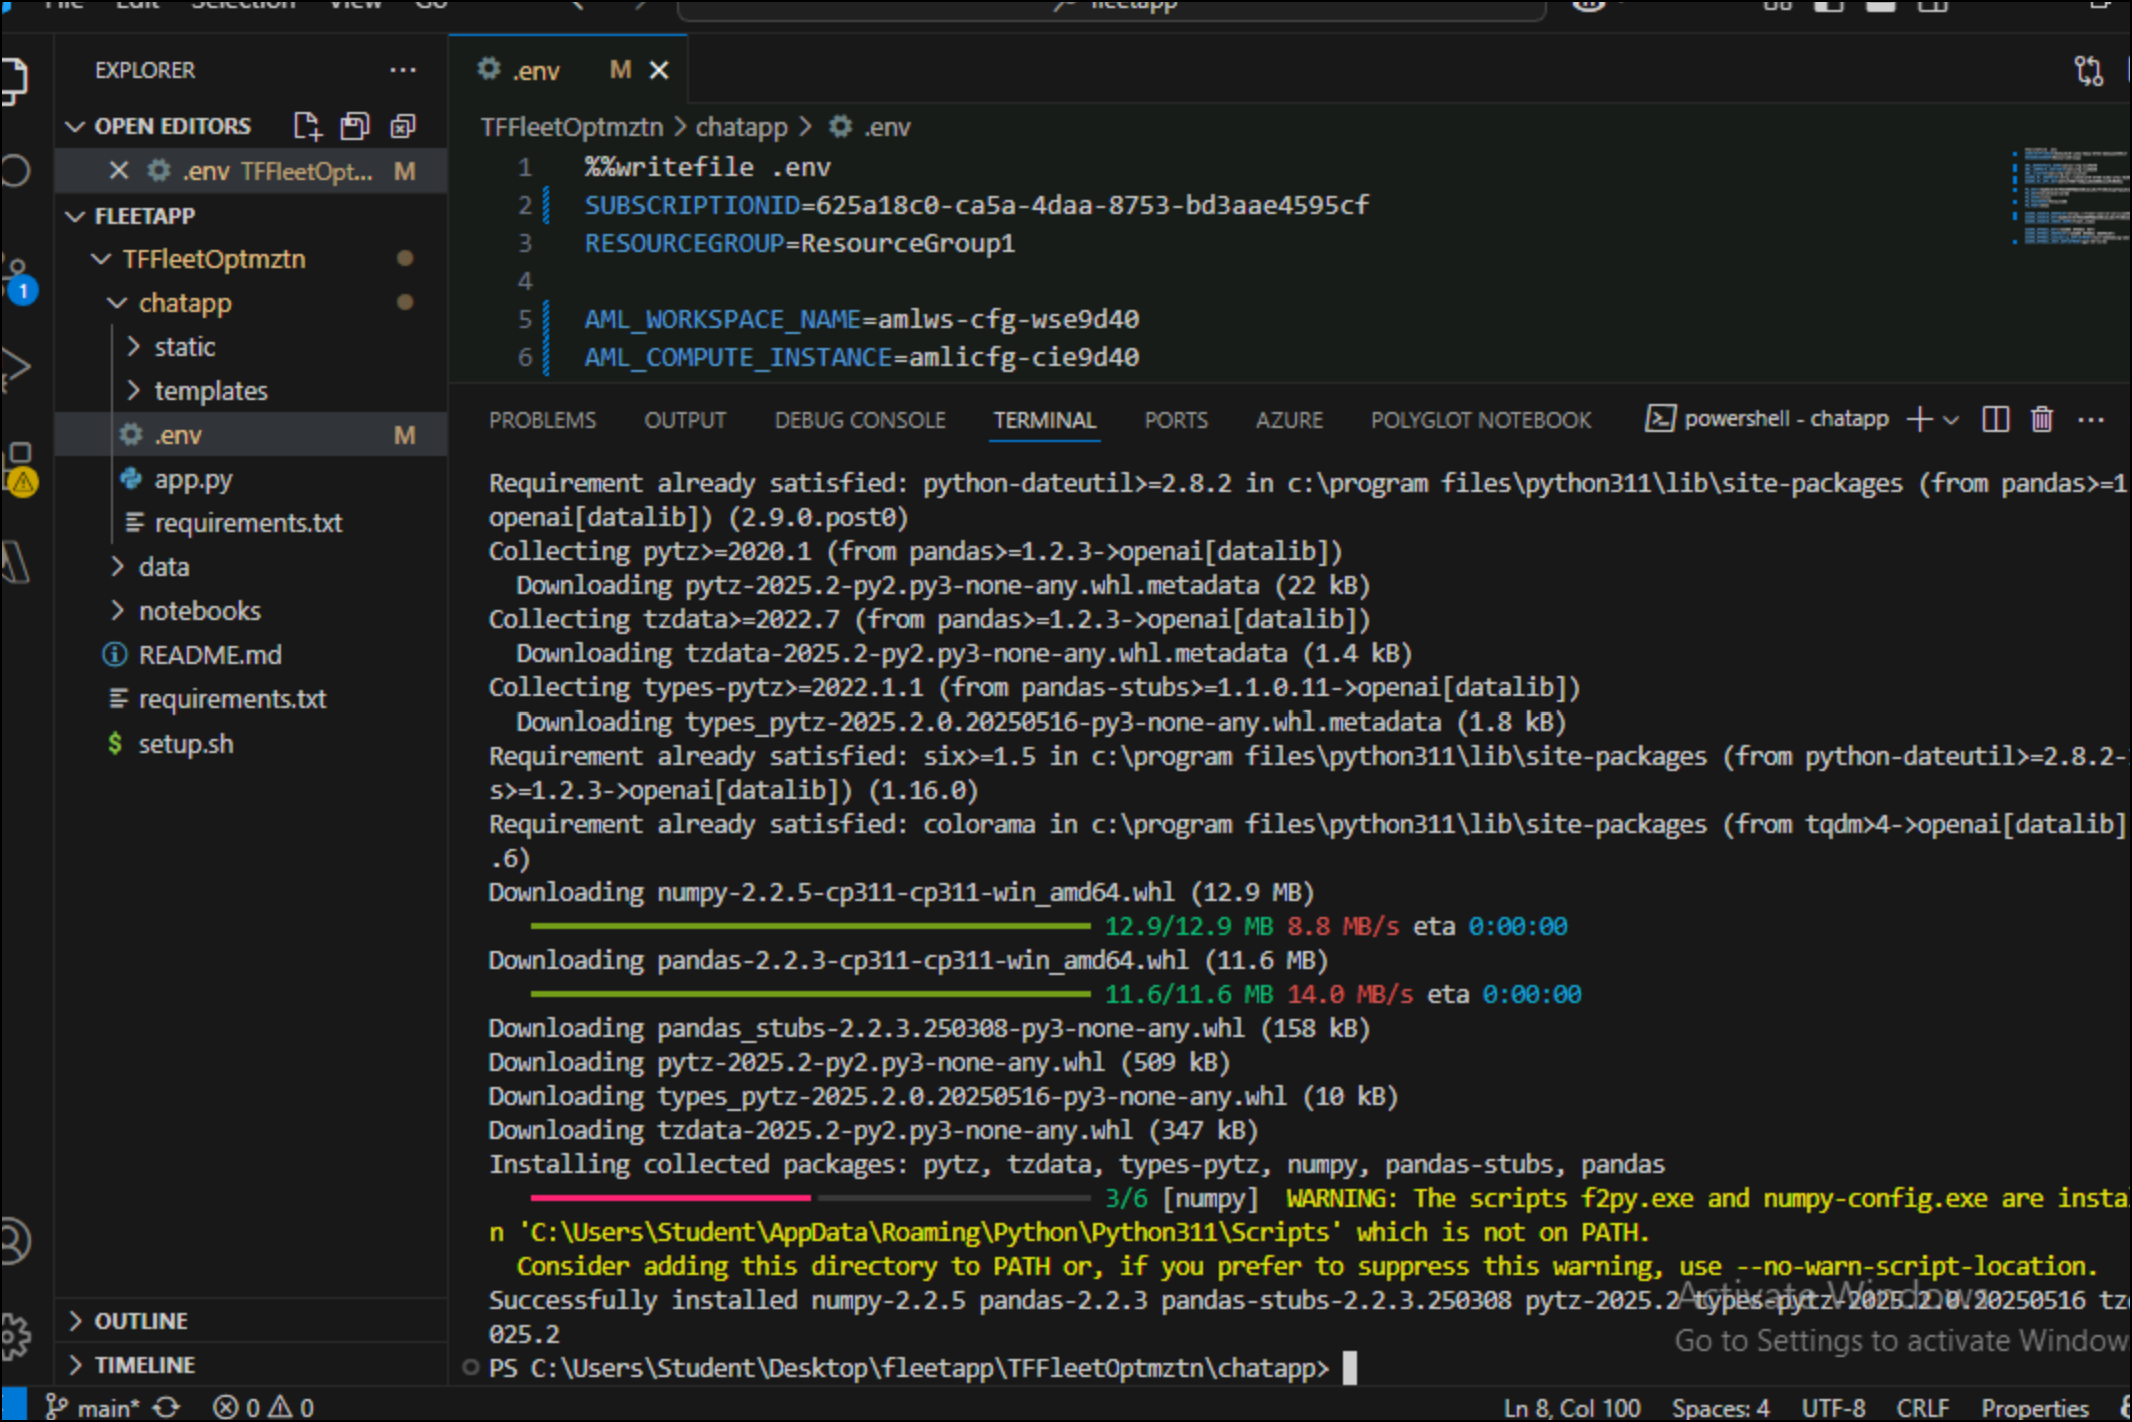 File Edit Selection View Go
fleetapp
EXPLORER
OPEN EDITORS
.env TFFleetOpt... M
FLEETAPP
TFFleetOptmztn
chatapp
static
templates
.env M
app.py
requirements.txt
data
notebooks
README.md
requirements.txt
$ setup.sh
OUTLINE
TIMELINE
1
.env M
TFFleetOptmztn > chatapp > .env
1 %%writefile .env
2 SUBSCRIPTIONID=625a18c0-ca5a-4daa-8753-bd3aae4595cf
3 RESOURCEGROUP=ResourceGroup1
4
5 AML_WORKSPACE_NAME=amlws-cfg-wse9d40
6 AML_COMPUTE_INSTANCE=amlicfg-cie9d40
PROBLEMS OUTPUT DEBUG CONSOLE TERMINAL PORTS AZURE POLYGLOT NOTEBOOK powershell - chatapp
Requirement already satisfied: python-dateutil>=2.8.2 in c:\program files\python311\lib\site-packages (from pandas>=1
openai[datalib]) (2.9.0.post0)
Collecting pytz>=2020.1 (from pandas>=1.2.3->openai[datalib])
Downloading pytz-2025.2-py2.py3-none-any.whl.metadata (22 kB)
Collecting tzdata>=2022.7 (from pandas>=1.2.3->openai[datalib])
Downloading tzdata-2025.2-py2.py3-none-any.whl.metadata (1.4 kB)
Collecting types-pytz>=2022.1.1 (from pandas-stubs>=1.1.0.11->openai[datalib])
Downloading types_pytz-2025.2.0.20250516-py3-none-any.whl.metadata (1.8 kB)
Requirement already satisfied: six>=1.5 in c:\program files\python311\lib\site-packages (from python-dateutil>=2.8.2-
s>=1.2.3->openai[datalib]) (1.16.0)
Requirement already satisfied: colorama in c:\program files\python311\lib\site-packages (from tqdm>4->openai[datalib]
.6)
Downloading numpy-2.2.5-cp311-cp311-win_amd64.whl (12.9 MB)
12.9/12.9 MB 8.8 MB/s eta 0:00:00
Downloading pandas-2.2.3-cp311-cp311-win_amd64.whl (11.6 MB)
11.6/11.6 MB 14.0 MB/s eta 0:00:00
Downloading pandas_stubs-2.2.3.250308-py3-none-any.whl (158 kB)
Downloading pytz-2025.2-py2.py3-none-any.whl (509 kB)
Downloading types_pytz-2025.2.0.20250516-py3-none-any.whl (10 kB)
Downloading tzdata-2025.2-py2.py3-none-any.whl (347 kB)
Installing collected packages: pytz, tzdata, types-pytz, numpy, pandas-stubs, pandas
3/6 [numpy] WARNING: The scripts f2py.exe and numpy-config.exe are insta
n 'C:\Users\Student\AppData\Roaming\Python\Python311\Scripts' which is not on PATH.
Consider adding this directory to PATH or, if you prefer to suppress this warning, use --no-warn-script-location.
Successfully installed numpy-2.2.5 pandas-2.2.3 pandas-stubs-2.2.3.250308 pytz-2025.2 types-pytz-2025.2.0.20250516 tz
025.2
PS C:\Users\Student\Desktop\fleetapp\TFFleetOptmztn\chatapp>
Activate Windows
Go to Settings to activate Window
main* 0 0 Ln 8, Col 100 Spaces: 4 UTF-8 CRLF Properties